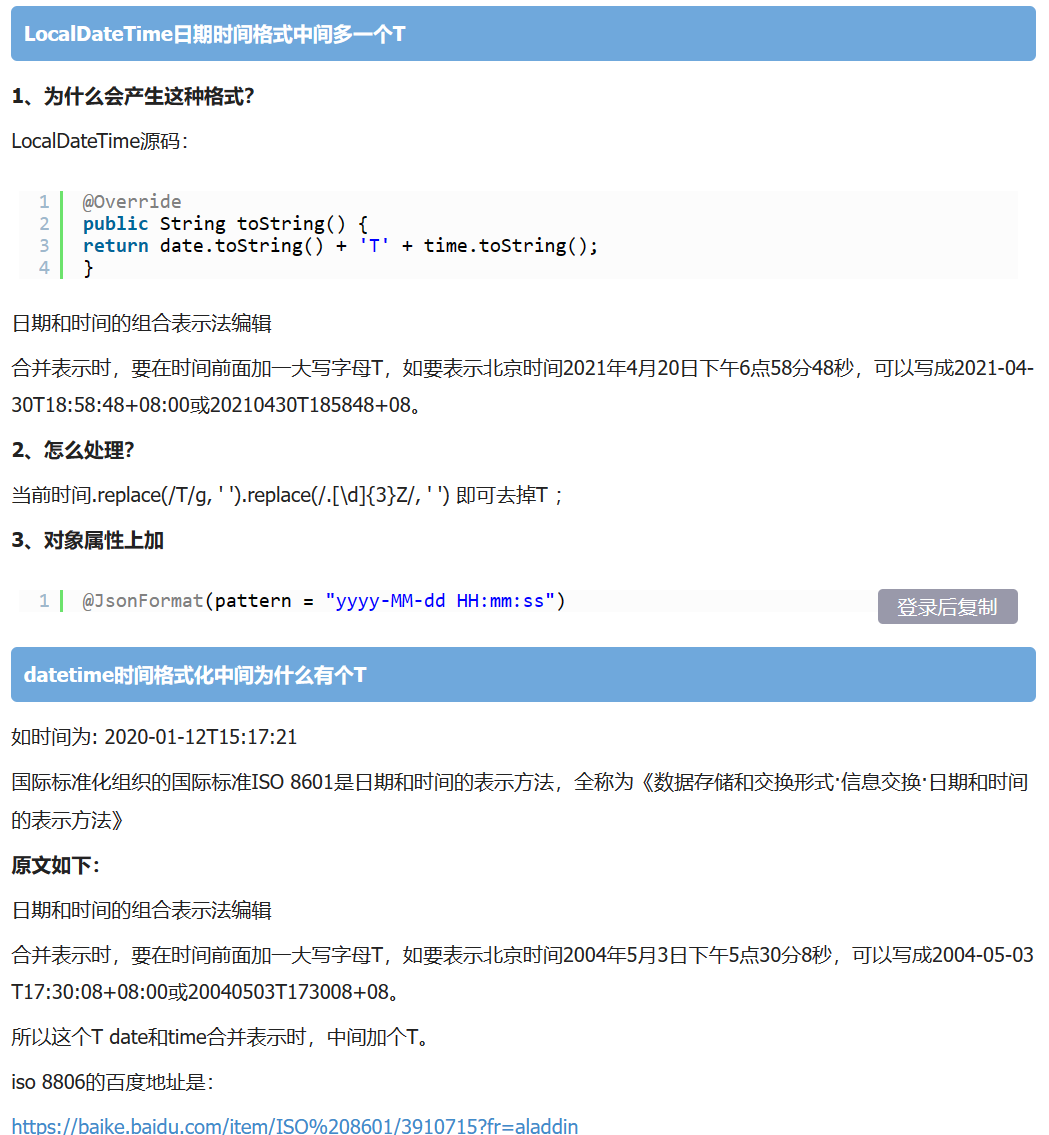 LocalDateTime日期时间格式中间多一个T
1、为什么会产生这种格式？
LocalDateTime源码：
1 @Override
2 public String toString() {
3 return date.toString() + 'T' + time.toString();
4 }
日期和时间的组合表示法编辑
合并表示时，要在时间前面加一大写字母T，如要表示北京时间2021年4月20日下午6点58分48秒，可以写成2021-04-
30T18:58:48+08:00或20210430T185848+08。
2、怎么处理？
当前时间.replace(/T/g, ' ').replace(/.[\d]{3}Z/, ' ') 即可去掉T ；
3、对象属性上加
1 @JsonFormat(pattern = "yyyy-MM-dd HH:mm:ss")
登录后复制
datetime时间格式化中间为什么有个T
如时间为: 2020-01-12T15:17:21
国际标准化组织的国际标准ISO 8601是日期和时间的表示方法，全称为《数据存储和交换形式·信息交换·日期和时间
的表示方法》
原文如下：
日期和时间的组合表示法编辑
合并表示时，要在时间前面加一大写字母T，如要表示北京时间2004年5月3日下午5点30分8秒，可以写成2004-05-03
T17:30:08+08:00或20040503T173008+08。
所以这个T date和time合并表示时，中间加个T。
iso 8806的百度地址是：
https://baike.baidu.com/item/ISO%208601/3910715?fr=aladdin